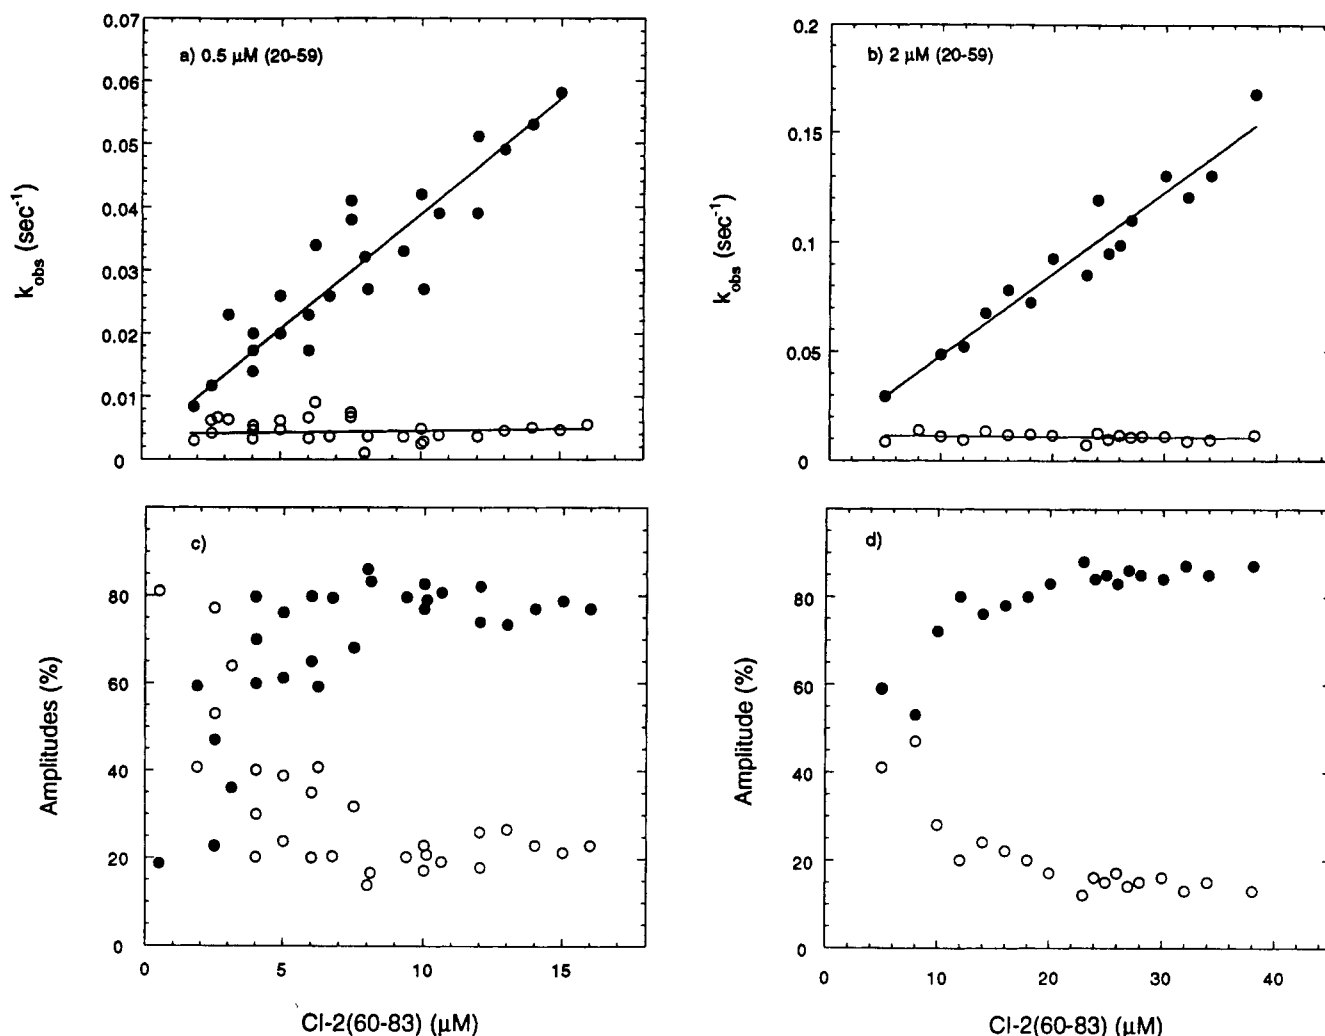 a) 0.5 μM (20-59)
0.07
0.06
0.05
0.04
0.03
0.02
0.01
0
k_obs (sec⁻¹)
b) 2 μM (20-59)
0.2
0.15
0.1
0.05
0
k_obs (sec⁻¹)
c)
80
60
40
20
0
Amplitudes (%)
0 5 10 15
CI-2(60-83) (μM)
d)
80
60
40
20
0
Amplitude (%)
0 10 20 30 40
CI-2(60-83) (μM)